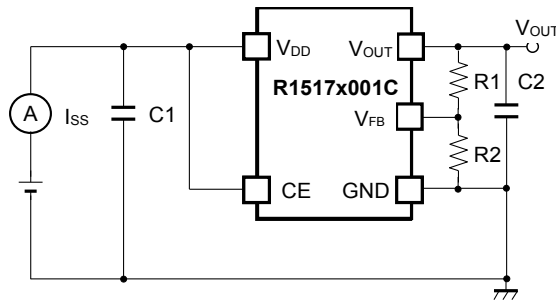 VOUT
VDD VOUT
R1517x001C
R1 C2
A ISS C1
VFB
R2
CE GND